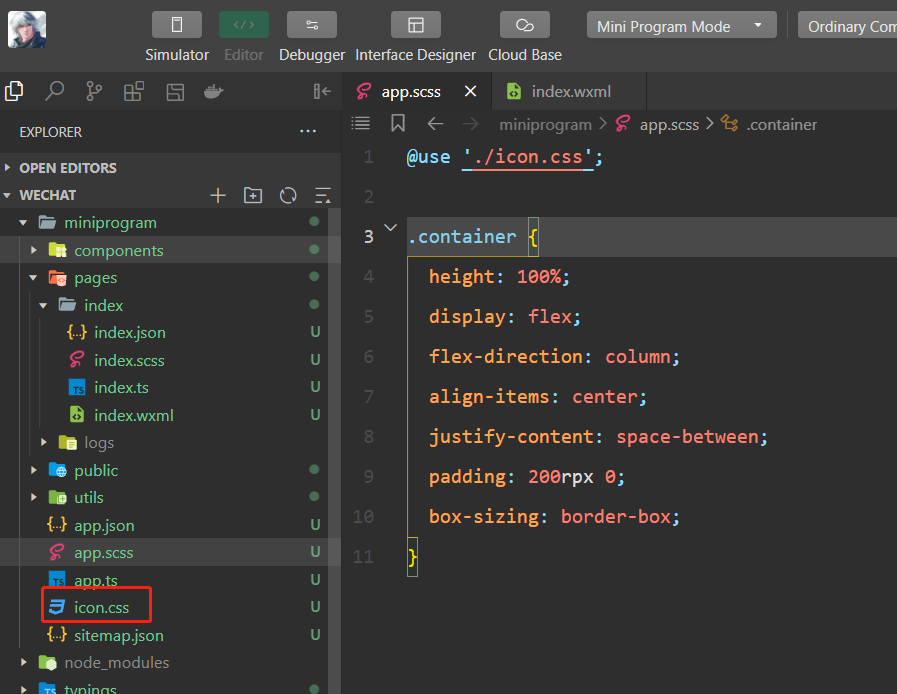 Simulator Editor Debugger Interface Designer Cloud Base
Mini Program Mode
Ordinary Com
EXPLORER
OPEN EDITORS
WECHAT
miniprogram
components
pages
index
{..} index.json U
index.scss U
TS index.ts U
index.wxml U
logs
public
utils
{..} app.json U
app.scss U
TS app.ts U
icon.css U
{..} sitemap.json U
node_modules
TS typings
app.scss
index.wxml
miniprogram > app.scss > .container
1 @use './icon.css';
2
3 .container {
4 height: 100%;
5 display: flex;
6 flex-direction: column;
7 align-items: center;
8 justify-content: space-between;
9 padding: 200rpx 0;
10 box-sizing: border-box;
11 }